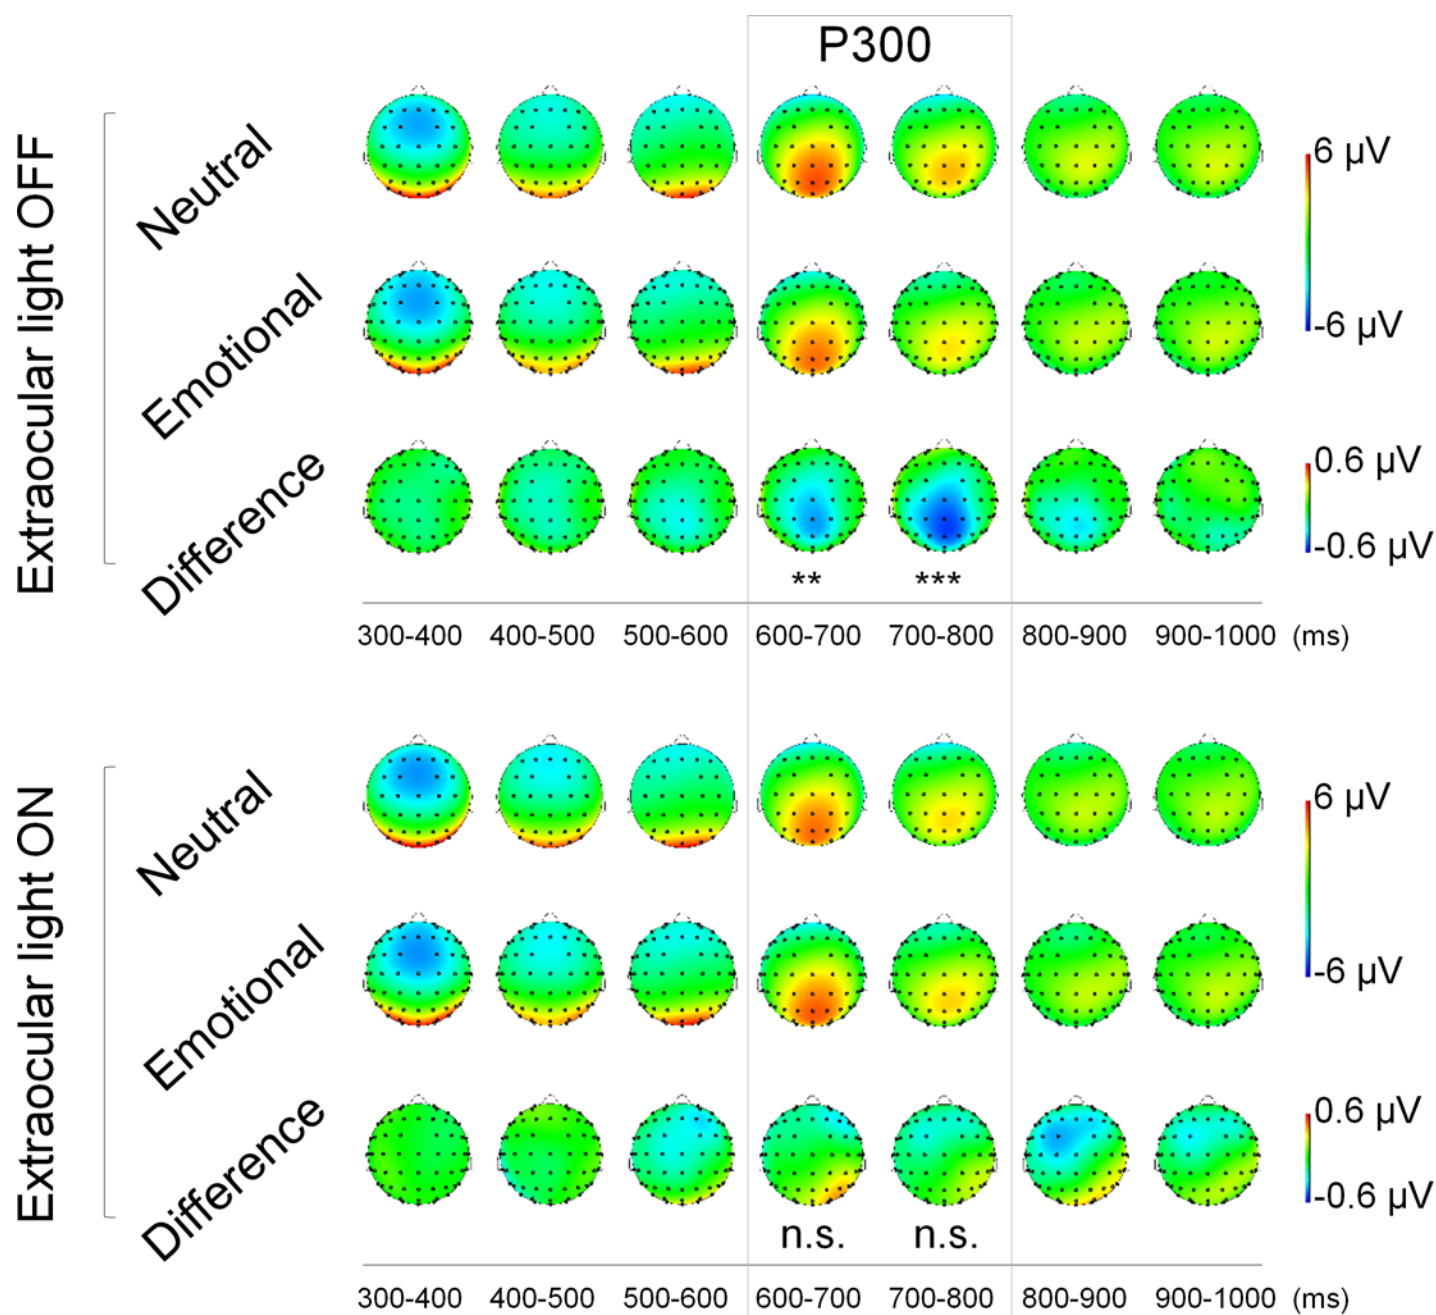 P300
Extraocular light OFF
Neutral
6 µV
-6 µV
Emotional
Difference
0.6 µV
-0.6 µV
** ***
300-400 400-500 500-600 600-700 700-800 800-900 900-1000 (ms)
Extraocular light ON
Neutral
6 µV
-6 µV
Emotional
Difference
0.6 µV
-0.6 µV
n.s. n.s.
300-400 400-500 500-600 600-700 700-800 800-900 900-1000 (ms)